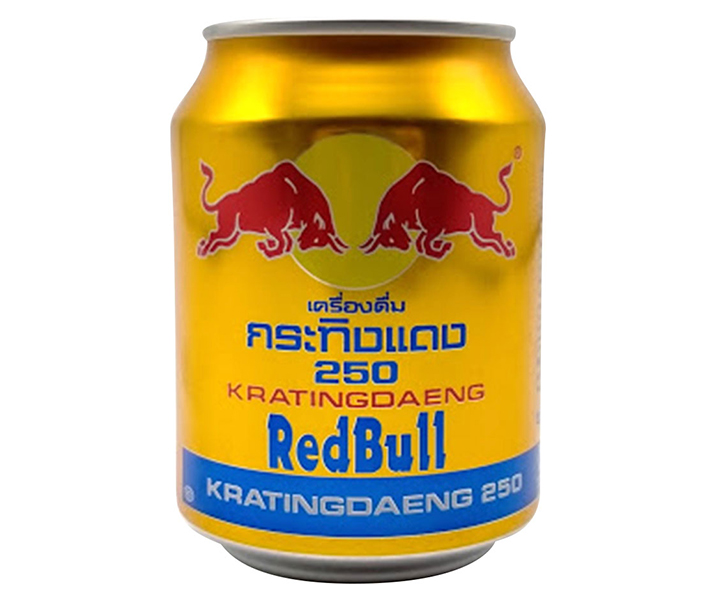 ®
เครื่องดื่ม
กระทิงแดง
250
KRATINGDAENG
RedBull
® KRATINGDAENG 250